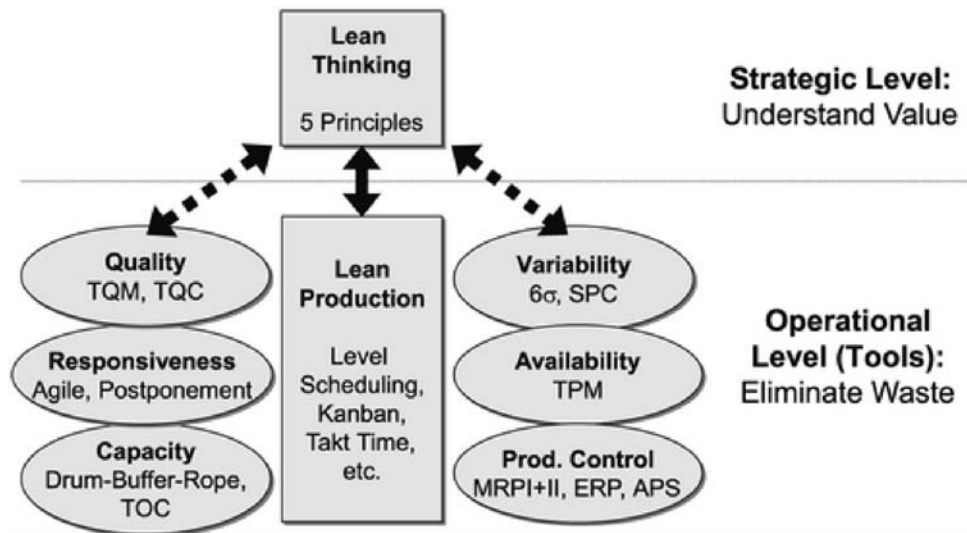 Lean
Thinking
5 Principles
Strategic Level:
Understand Value
Quality
TQM, TQC
Responsiveness
Agile, Postponement
Capacity
Drum-Buffer-Rope,
TOC
Lean
Production
Level
Scheduling,
Kanban,
Takt Time,
etc.
Variability
6σ, SPC
Availability
TPM
Prod. Control
MRPI+II, ERP, APS
Operational
Level (Tools):
Eliminate Waste